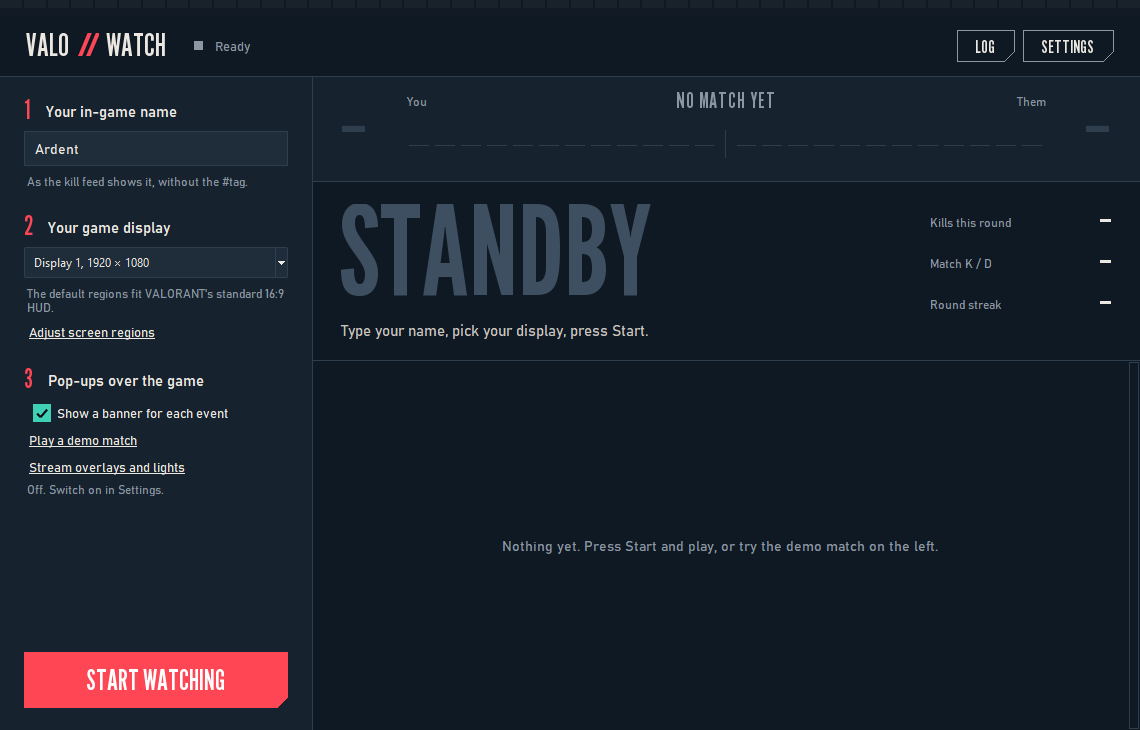 VALO // WATCH
Ready
LOG
SETTINGS
1 Your in-game name
Ardent
As the kill feed shows it, without the #tag.
2 Your game display
Display 1, 1920 × 1080
The default regions fit VALORANT's standard 16:9
HUD.
Adjust screen regions
3 Pop-ups over the game
Show a banner for each event
Play a demo match
Stream overlays and lights
Off. Switch on in Settings.
START WATCHING
You
NO MATCH YET
Them
STANDBY
Type your name, pick your display, press Start.
Kills this round –
Match K / D –
Round streak –
Nothing yet. Press Start and play, or try the demo match on the left.